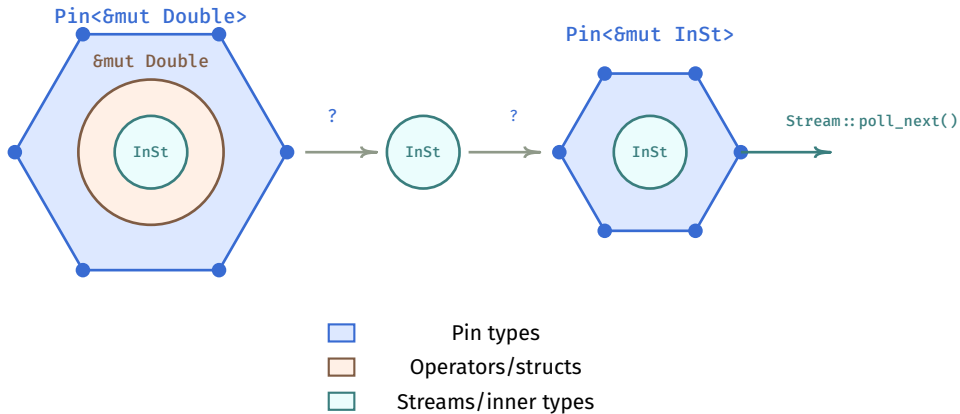 Pin<&mut Double>
&mut Double
InSt
?
InSt
?
Pin<&mut InSt>
InSt
Stream::poll_next()
Pin types
Operators/structs
Streams/inner types